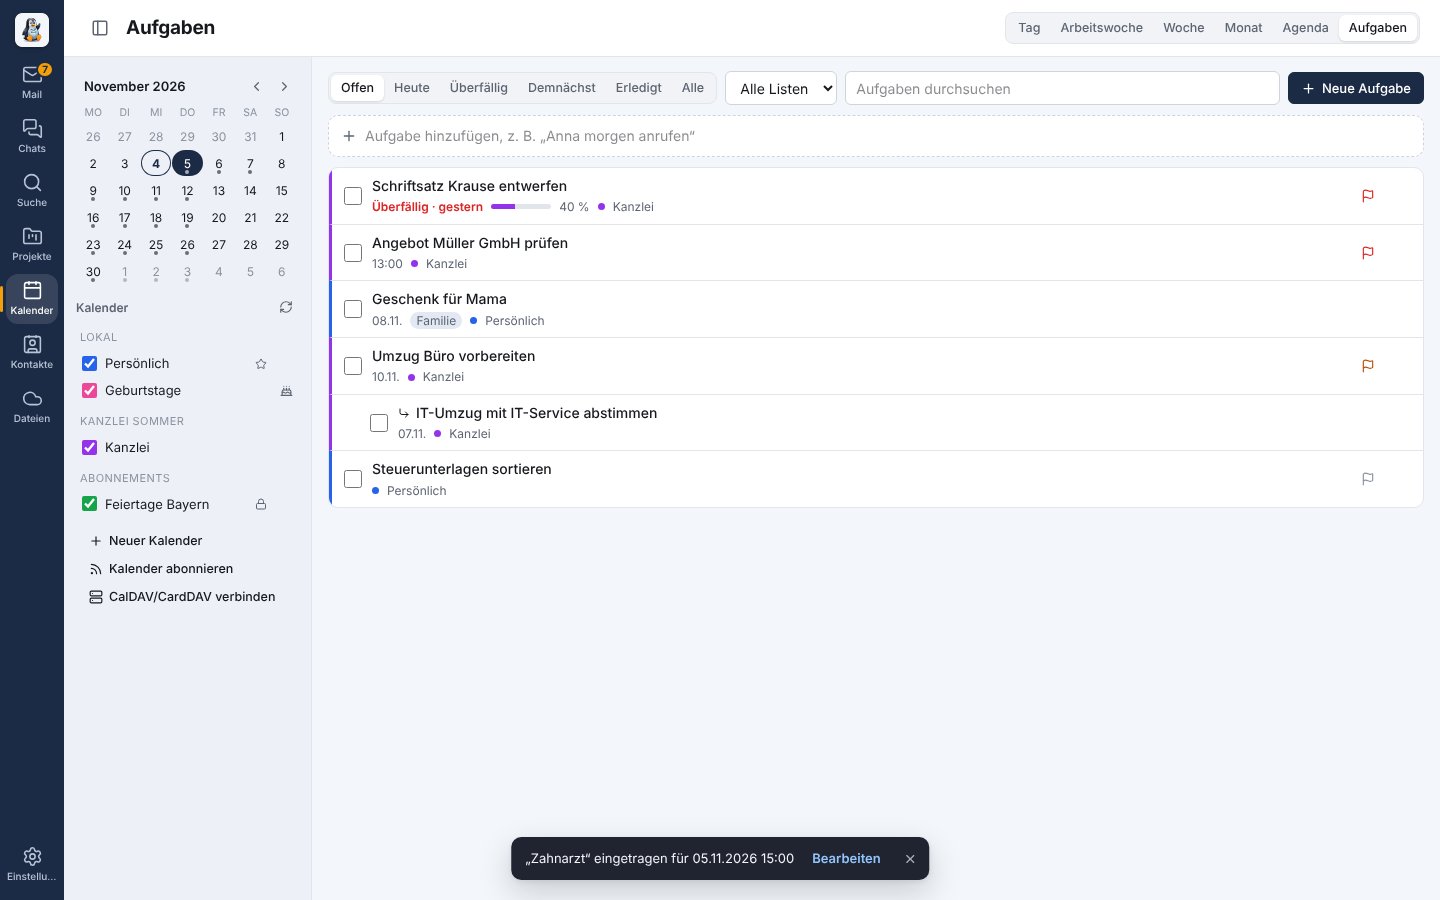 Aufgaben
Tag Arbeitswoche Woche Monat Agenda Aufgaben
7
Mail
Chats
Suche
Projekte
Kalender
Kontakte
Dateien
Einstellu...
November 2026
MO DI MI DO FR SA SO
26 27 28 29 30 31 1
2 3 4 5 6 7 8
9 10 11 12 13 14 15
16 17 18 19 20 21 22
23 24 25 26 27 28 29
30 1 2 3 4 5 6
Kalender
LOKAL
Persönlich
Geburtstage
KANZLEI SOMMER
Kanzlei
ABONNEMENTS
Feiertage Bayern
Neuer Kalender
Kalender abonnieren
CalDAV/CardDAV verbinden
Offen Heute Überfällig Demnächst Erledigt Alle
Alle Listen
Aufgaben durchsuchen
+ Neue Aufgabe
+ Aufgabe hinzufügen, z. B. „Anna morgen anrufen“
Schriftsatz Krause entwerfen
Überfällig · gestern 40 % Kanzlei
Angebot Müller GmbH prüfen
13:00 Kanzlei
Geschenk für Mama
08.11. Familie Persönlich
Umzug Büro vorbereiten
10.11. Kanzlei
IT-Umzug mit IT-Service abstimmen
07.11. Kanzlei
Steuerunterlagen sortieren
Persönlich
„Zahnarzt“ eingetragen für 05.11.2026 15:00 Bearbeiten